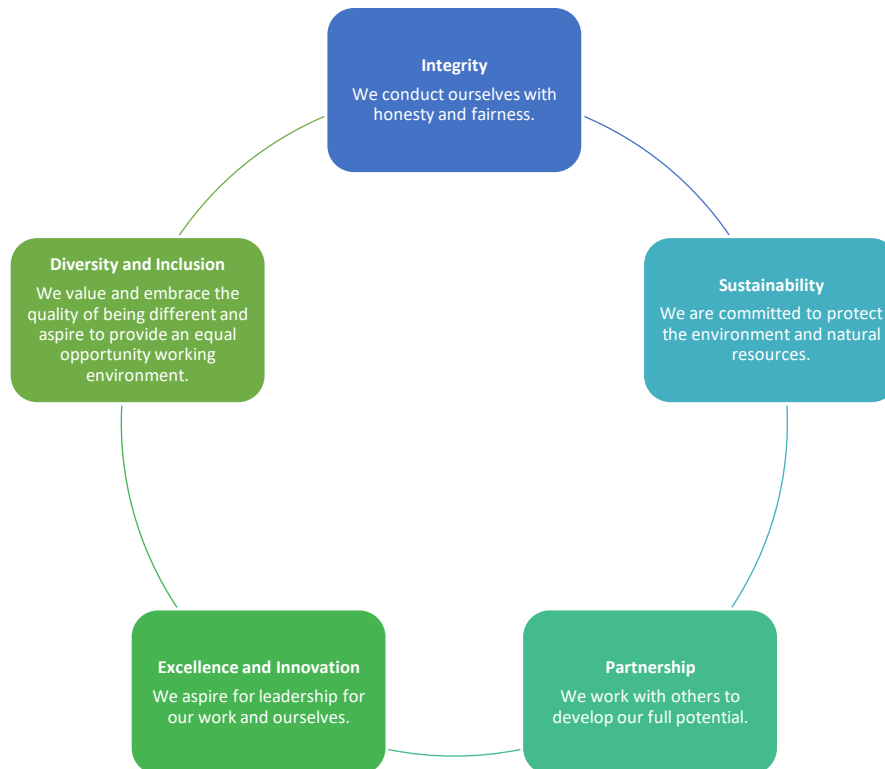 Integrity
We conduct ourselves with
honesty and fairness.
Diversity and Inclusion
We value and embrace the
quality of being different and
aspire to provide an equal
opportunity working
environment.
Sustainability
We are committed to protect
the environment and natural
resources.
Excellence and Innovation
We aspire for leadership for
our work and ourselves.
Partnership
We work with others to
develop our full potential.